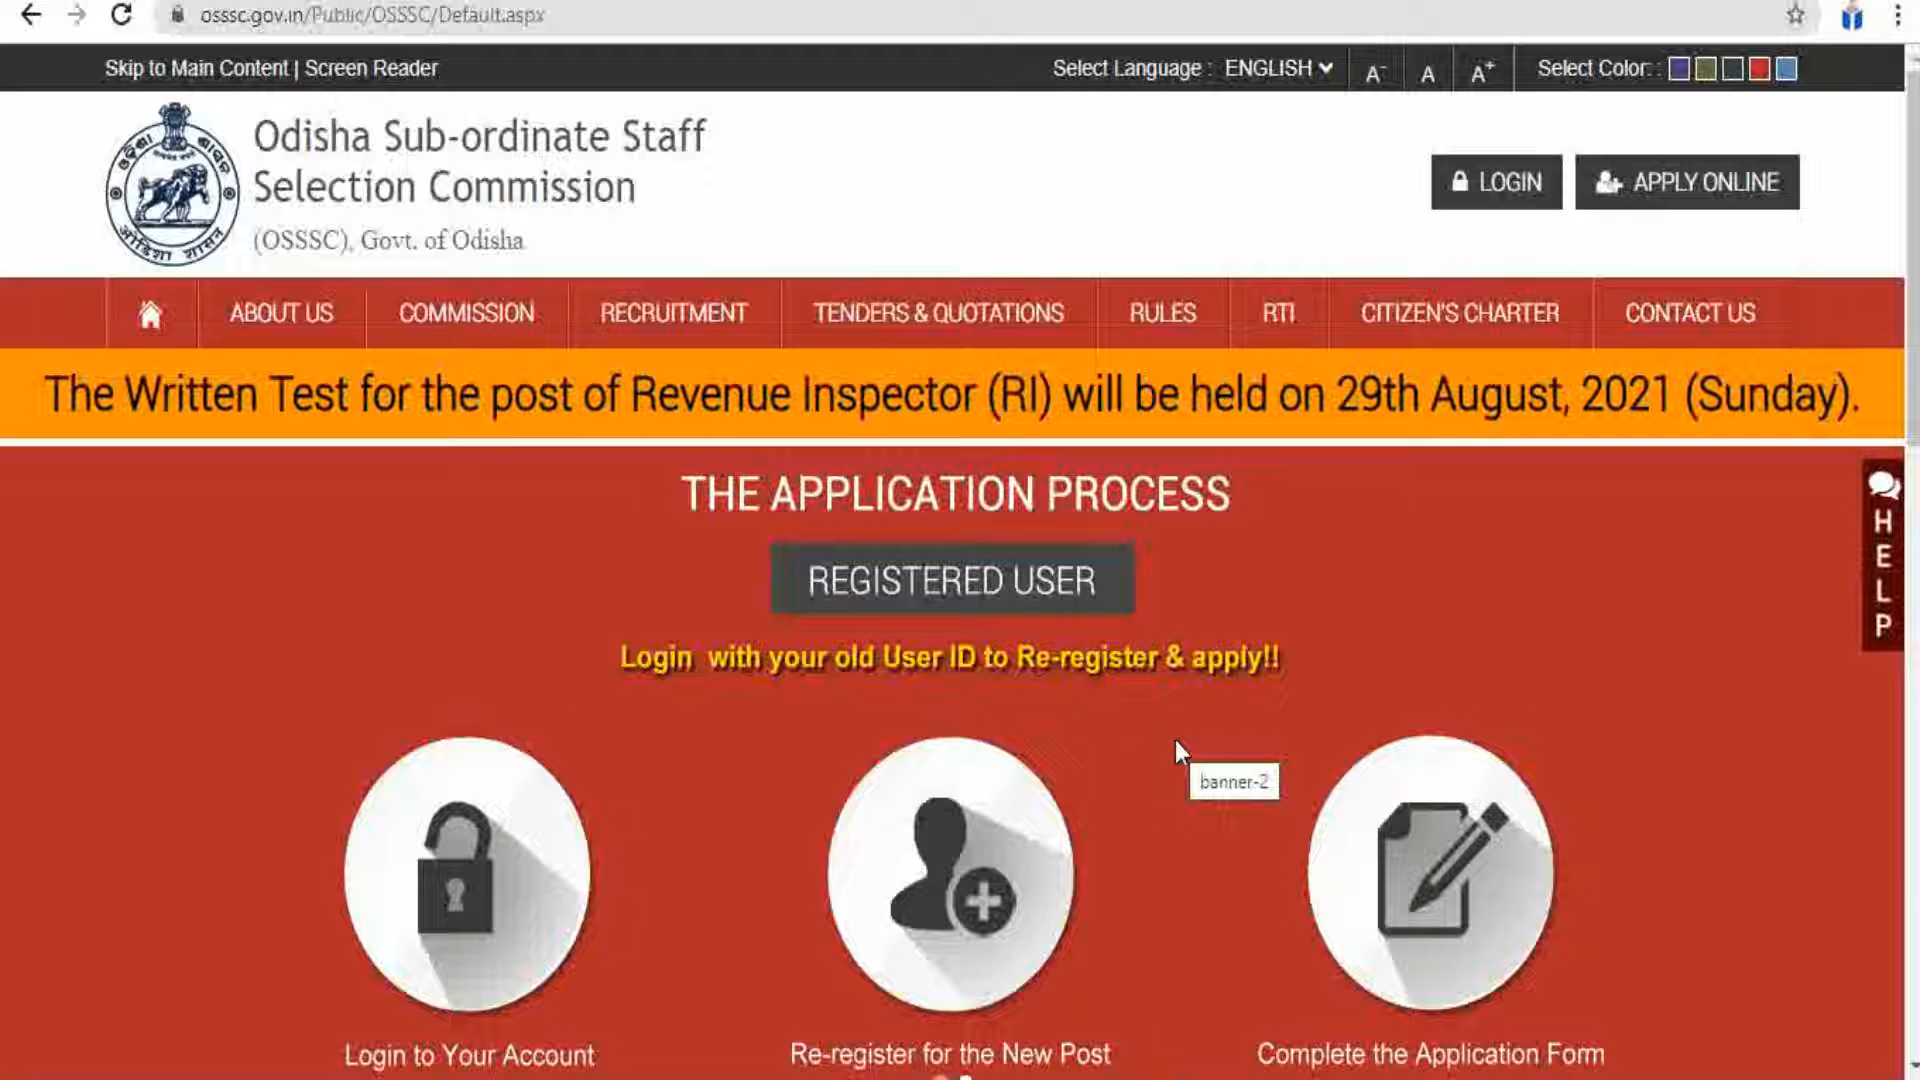 osssc.gov.in/Public/OSSSC/Default.aspx
Skip to Main Content | Screen Reader
Select Language : ENGLISH
A- A A+
Select Color :
Odisha Sub-ordinate Staff
Selection Commission
(OSSSC), Govt. of Odisha
LOGIN
APPLY ONLINE
ABOUT US COMMISSION RECRUITMENT TENDERS & QUOTATIONS RULES RTI CITIZEN'S CHARTER CONTACT US
The Written Test for the post of Revenue Inspector (RI) will be held on 29th August, 2021 (Sunday).
THE APPLICATION PROCESS
REGISTERED USER
Login with your old User ID to Re-register & apply!!
HELP
banner-2
Login to Your Account
Re-register for the New Post
Complete the Application Form